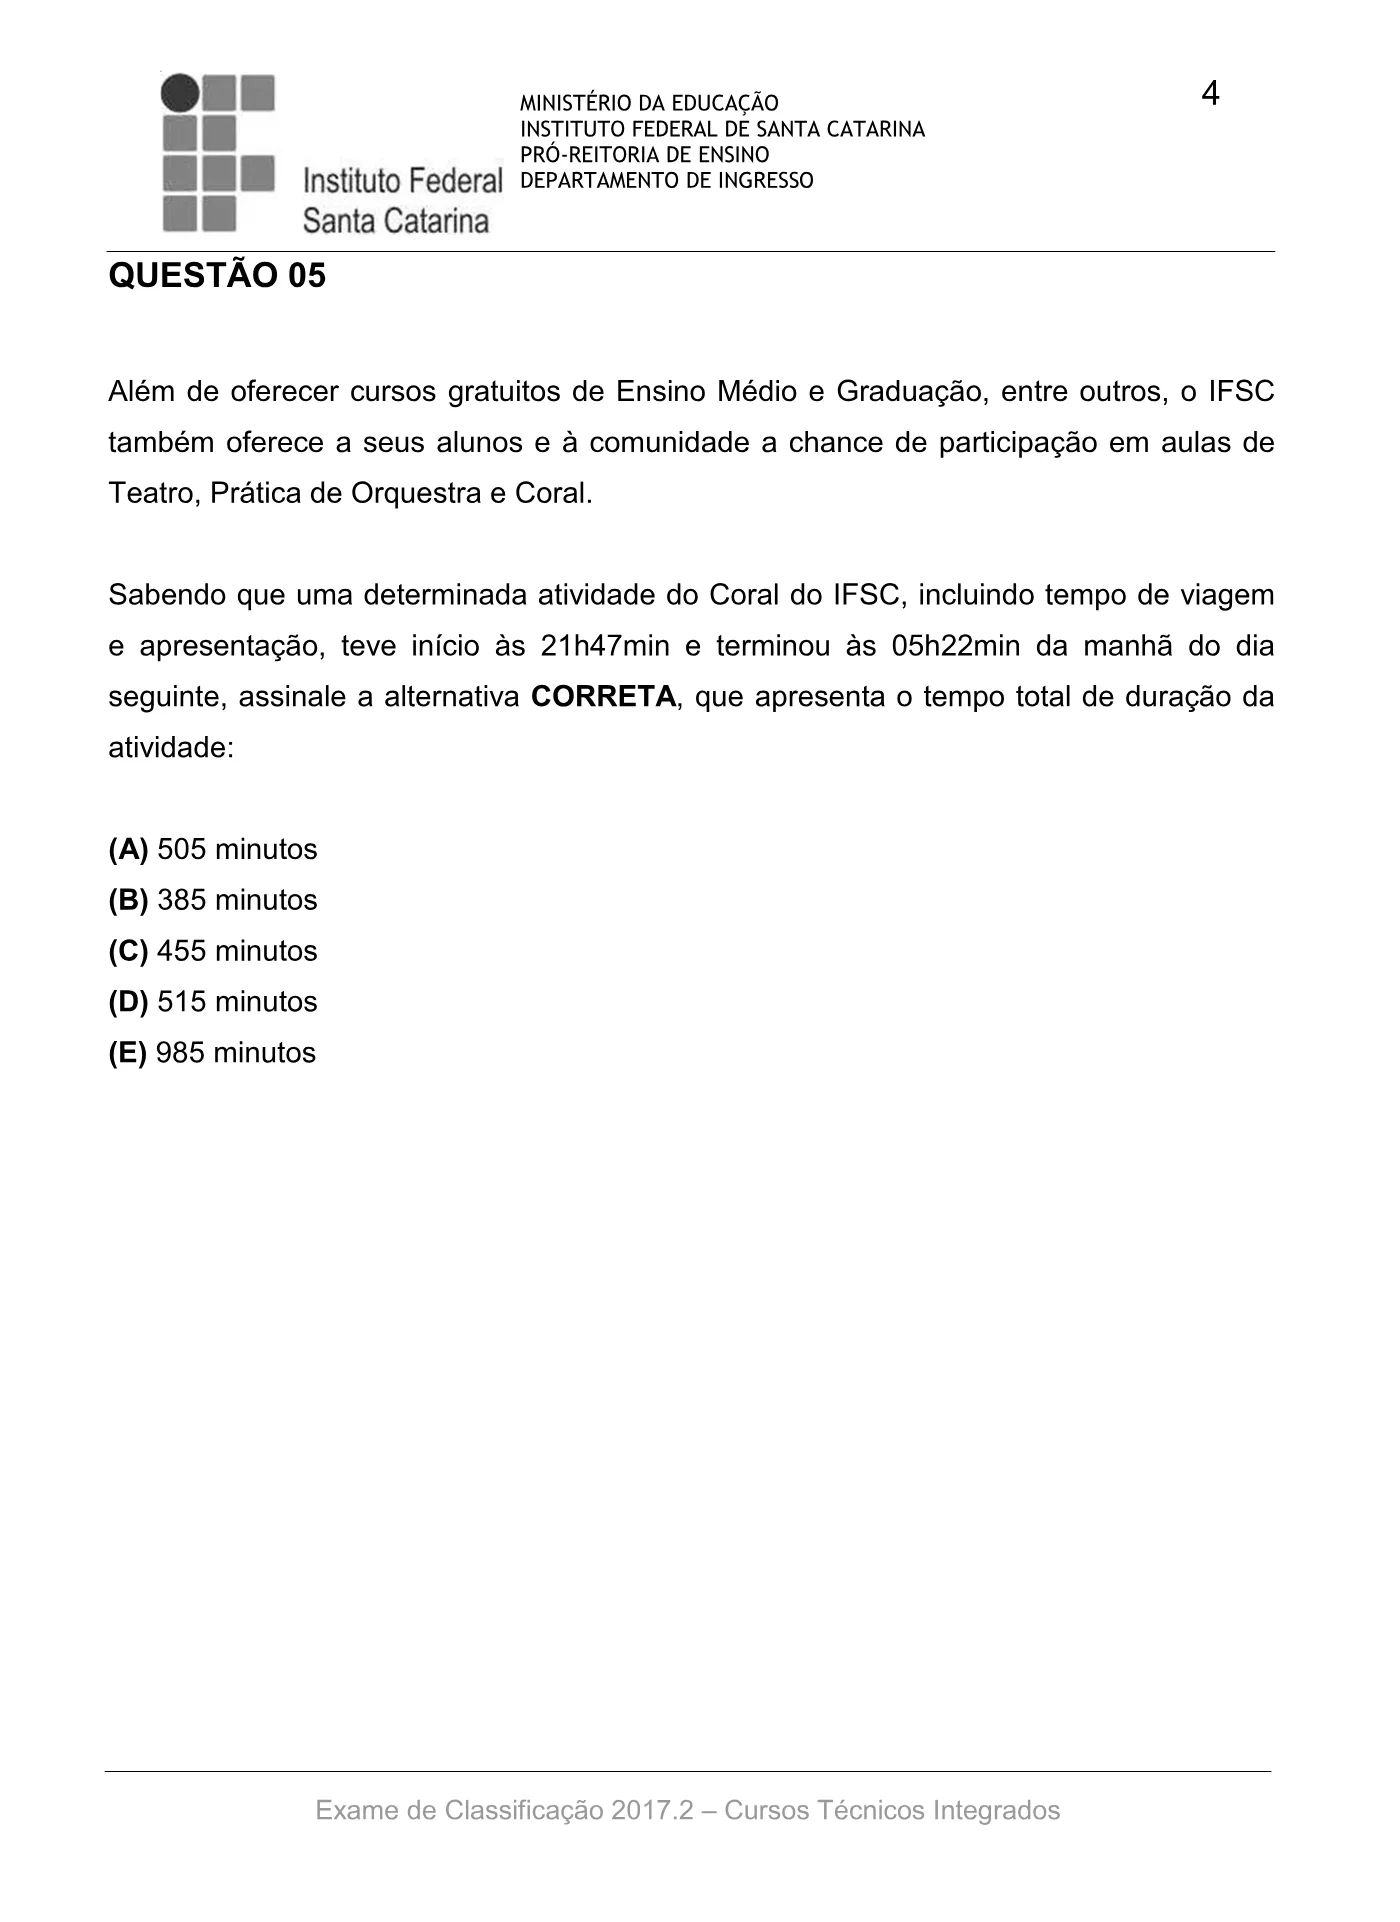 4
MINISTÉRIO DA EDUCAÇÃO
INSTITUTO FEDERAL DE SANTA CATARINA
PRÓ-REITORIA DE ENSINO
DEPARTAMENTO DE INGRESSO
Instituto Federal
Santa Catarina
QUESTÃO 05
Além de oferecer cursos gratuitos de Ensino Médio e Graduação, entre outros, o IFSC
também oferece a seus alunos e à comunidade a chance de participação em aulas de
Teatro, Prática de Orquestra e Coral.
Sabendo que uma determinada atividade do Coral do IFSC, incluindo tempo de viagem
e apresentação, teve início às 21h47min e terminou às 05h22min da manhã do dia
seguinte, assinale a alternativa CORRETA, que apresenta o tempo total de duração da
atividade:
(A) 505 minutos
(B) 385 minutos
(C) 455 minutos
(D) 515 minutos
(E) 985 minutos
Exame de Classificação 2017.2 – Cursos Técnicos Integrados